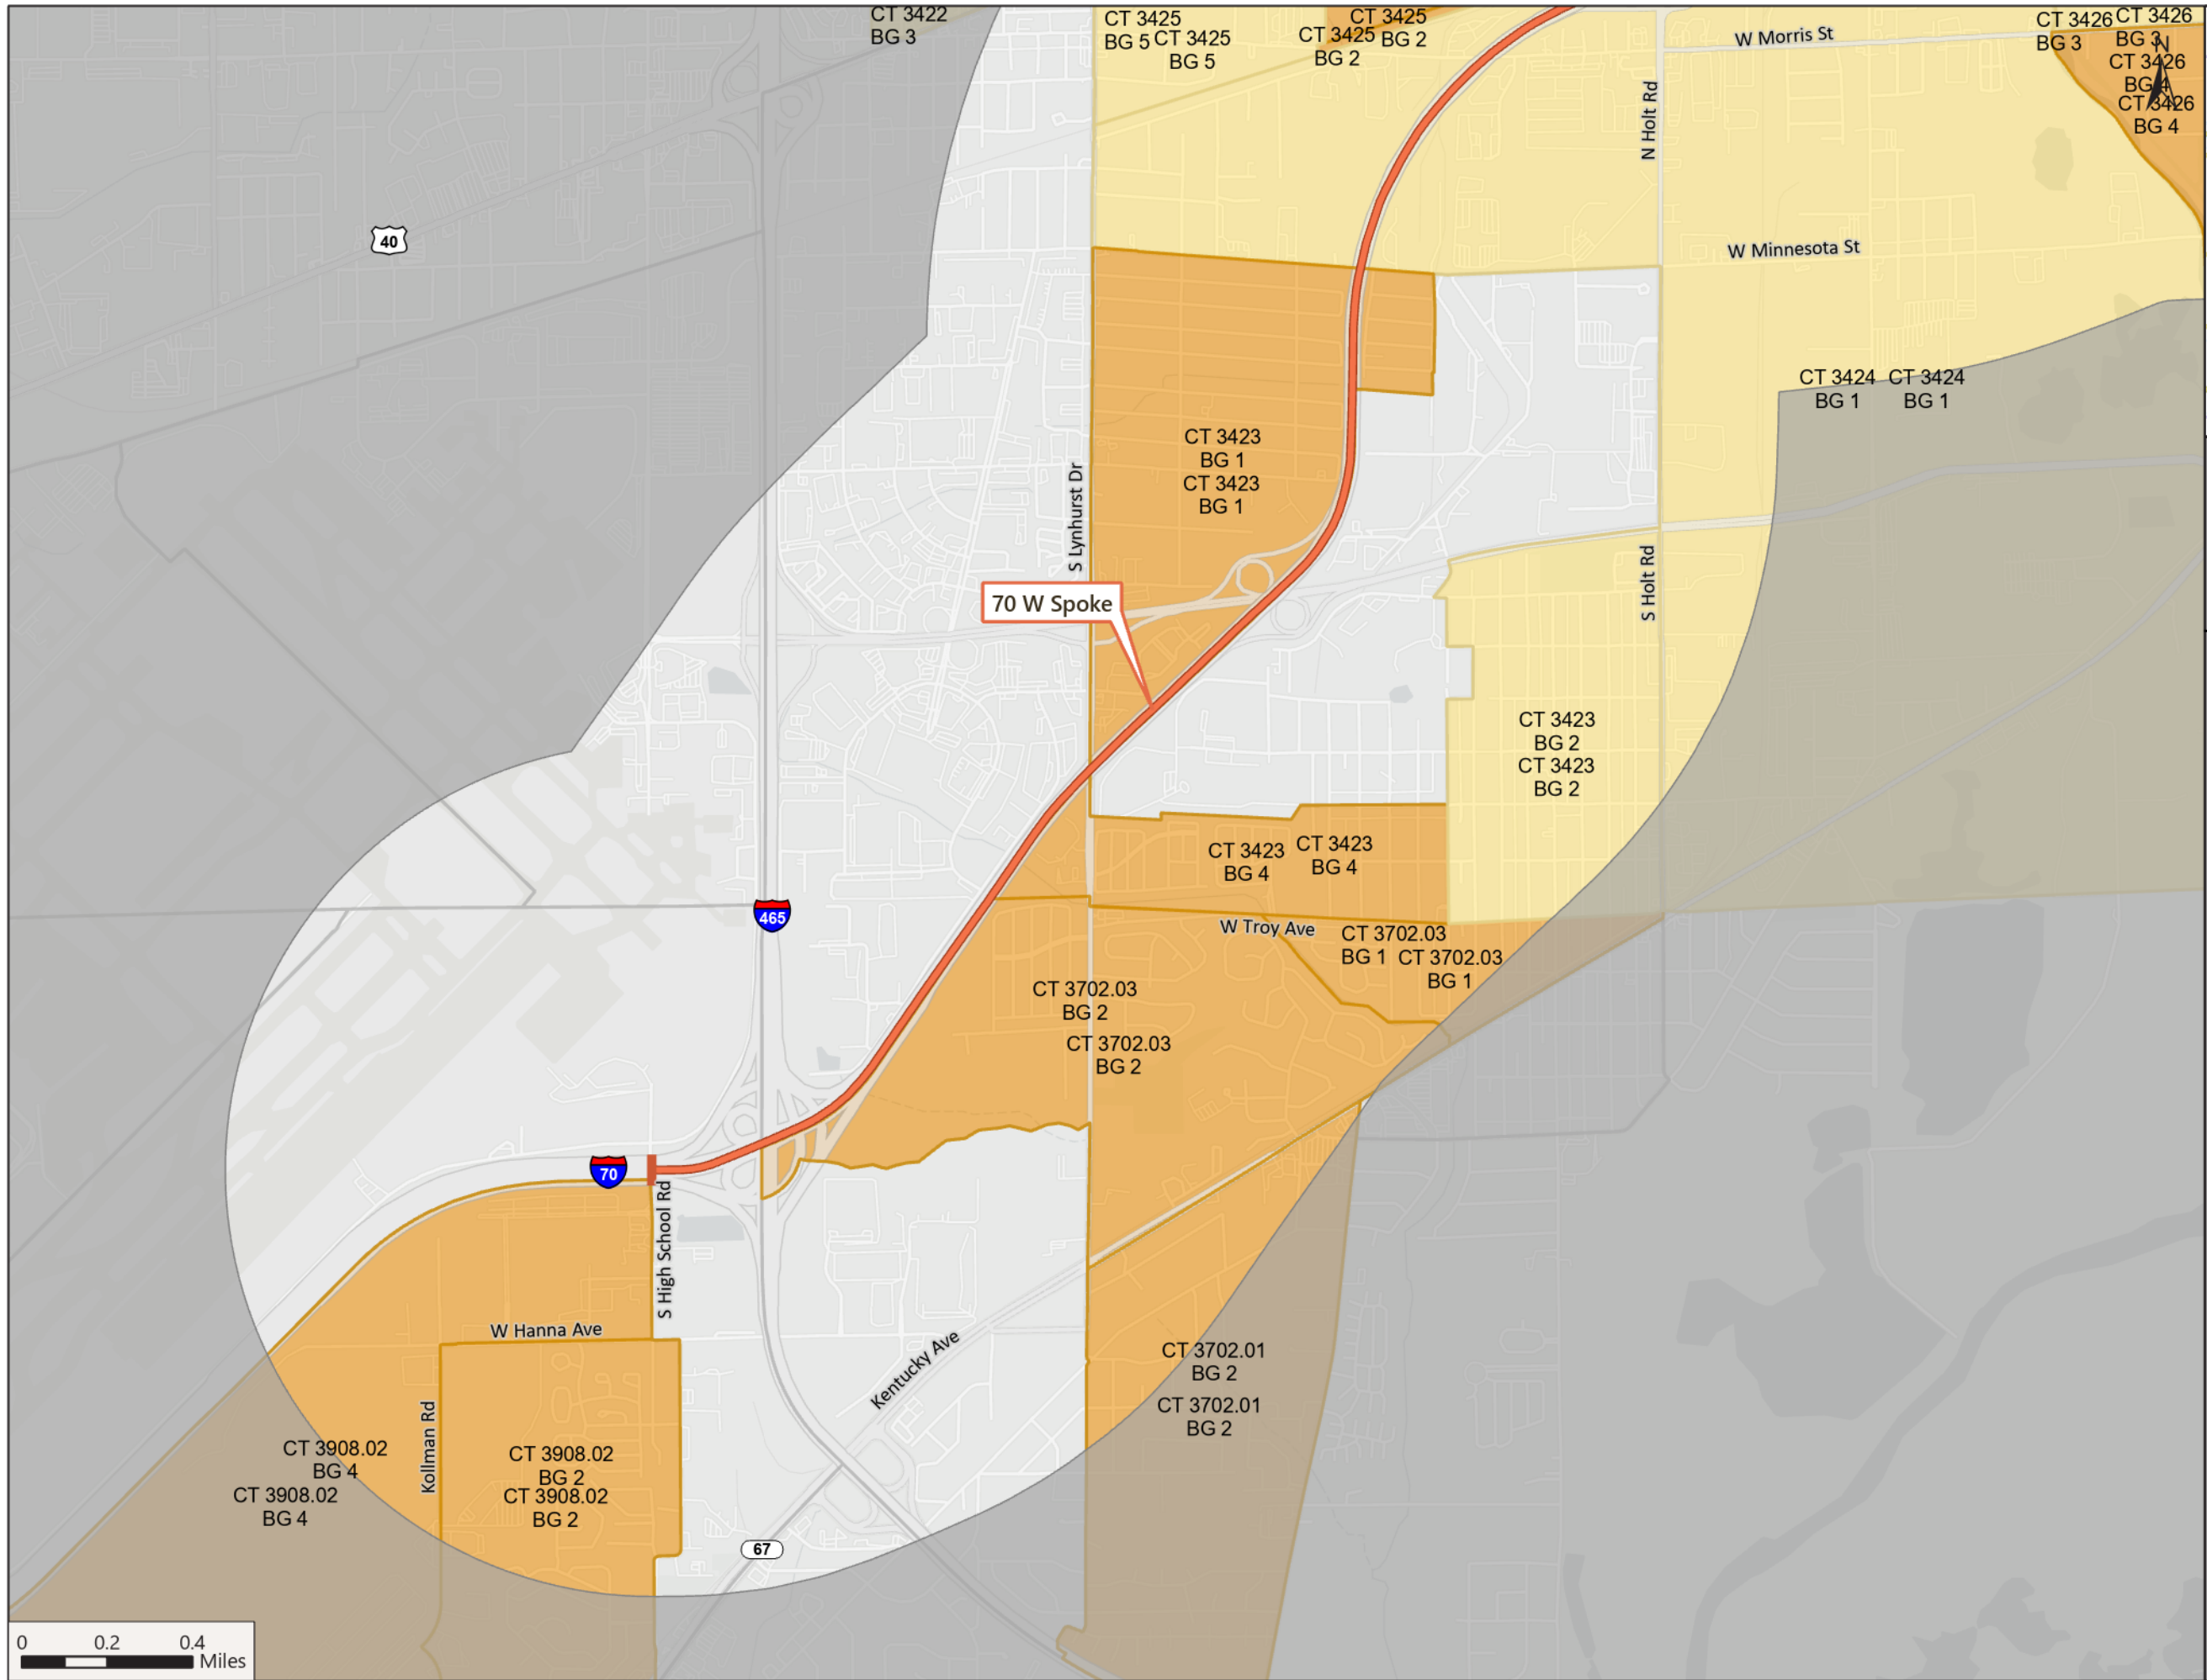 CT 3422
BG 3
CT 3425
BG 5
CT 3425
BG 5
CT 3425
BG 2
CT 3425
BG 2
W Morris St
CT 3426
BG 3
CT 3426
BG 3
N
CT 3426
BG 4
CT 3426
BG 4
N Holt Rd
40
W Minnesota St
CT 3424
BG 1
CT 3424
BG 1
CT 3423
BG 1
CT 3423
BG 1
S Lynhurst Dr
70 W Spoke
S Holt Rd
CT 3423
BG 2
CT 3423
BG 2
CT 3423
BG 4
CT 3423
BG 4
465
W Troy Ave
CT 3702.03
BG 1
CT 3702.03
BG 1
CT 3702.03
BG 2
CT 3702.03
BG 2
70
S High School Rd
W Hanna Ave
Kentucky Ave
CT 3702.01
BG 2
CT 3702.01
BG 2
Kollman Rd
CT 3908.02
BG 4
CT 3908.02
BG 4
CT 3908.02
BG 2
CT 3908.02
BG 2
67
0 0.2 0.4
Miles